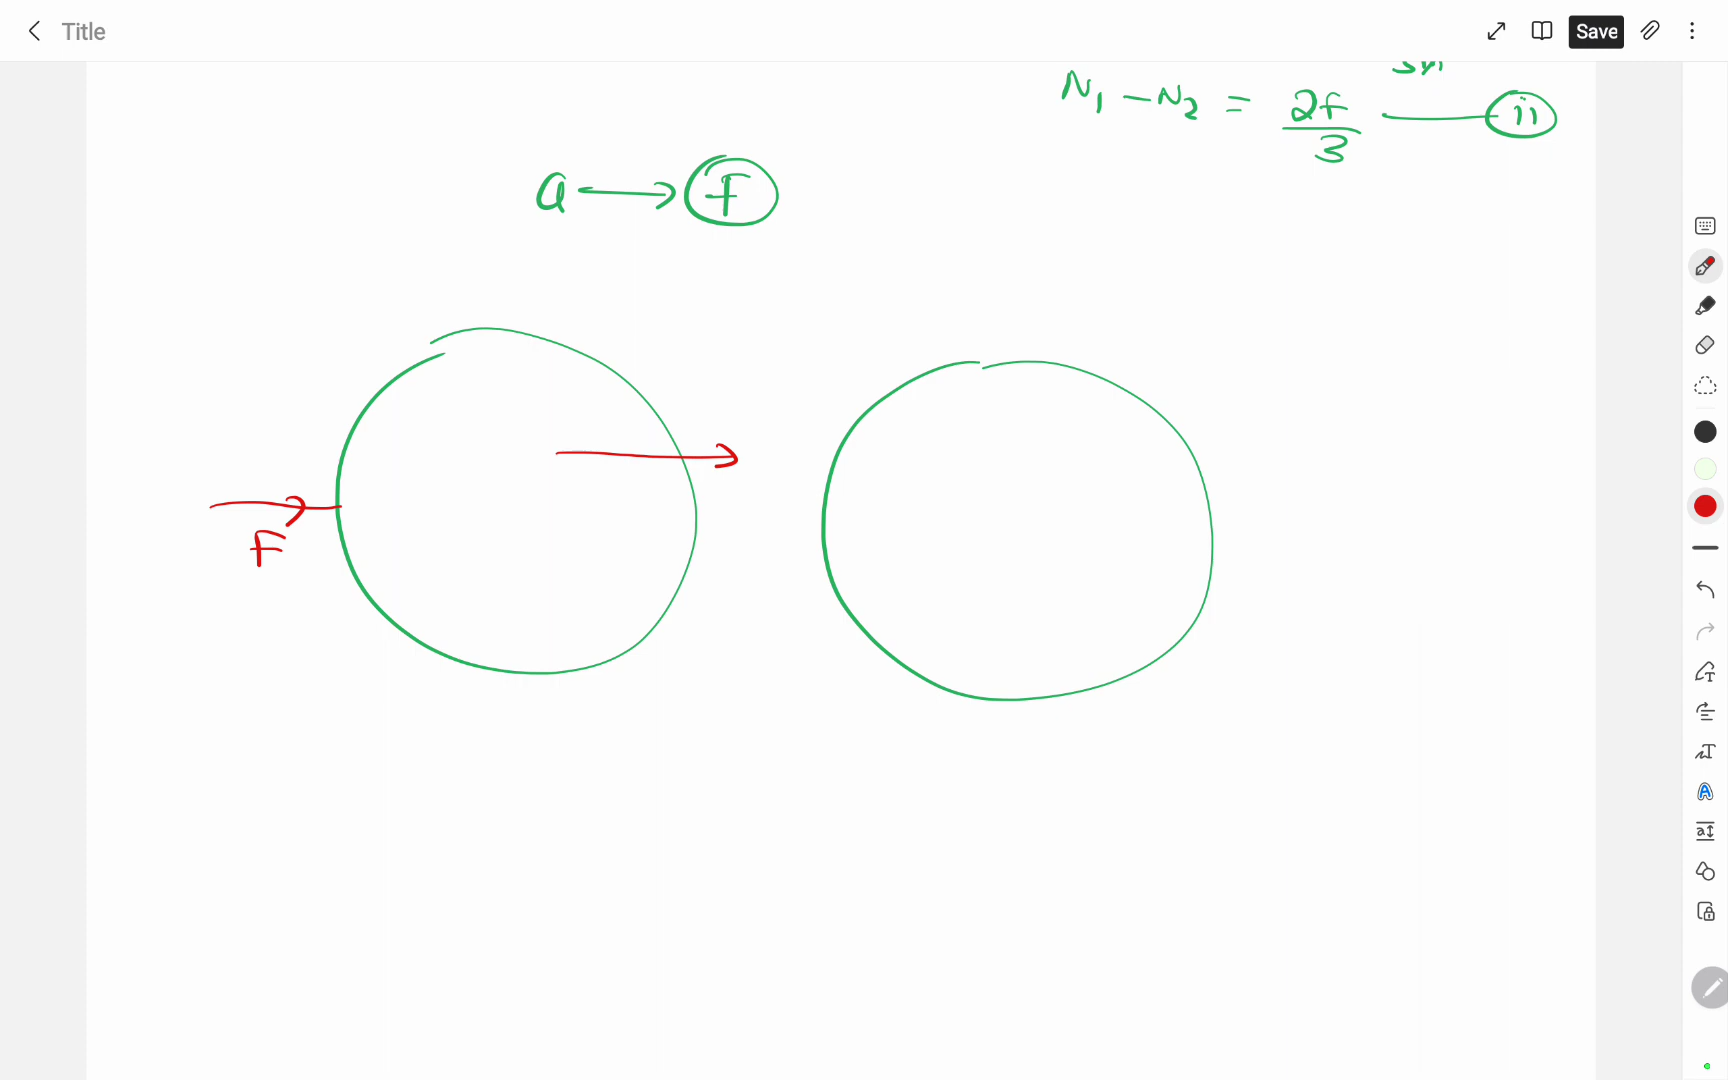 Title
Save
N₁ - N₂ = 2F/3 — ii
a → F
F